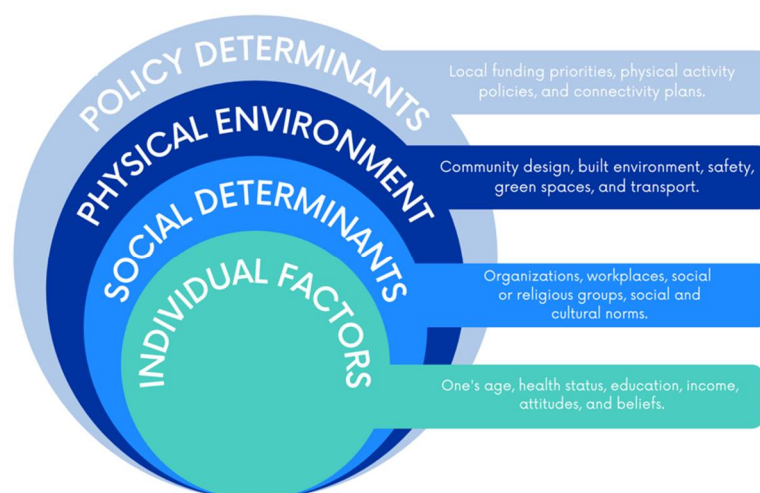 POLICY DETERMINANTS
Local funding priorities, physical activity
policies, and connectivity plans.
PHYSICAL ENVIRONMENT
Community design, built environment, safety,
green spaces, and transport.
SOCIAL DETERMINANTS
Organizations, workplaces, social
or religious groups, social and
cultural norms.
INDIVIDUAL FACTORS
One's age, health status, education, income,
attitudes, and beliefs.